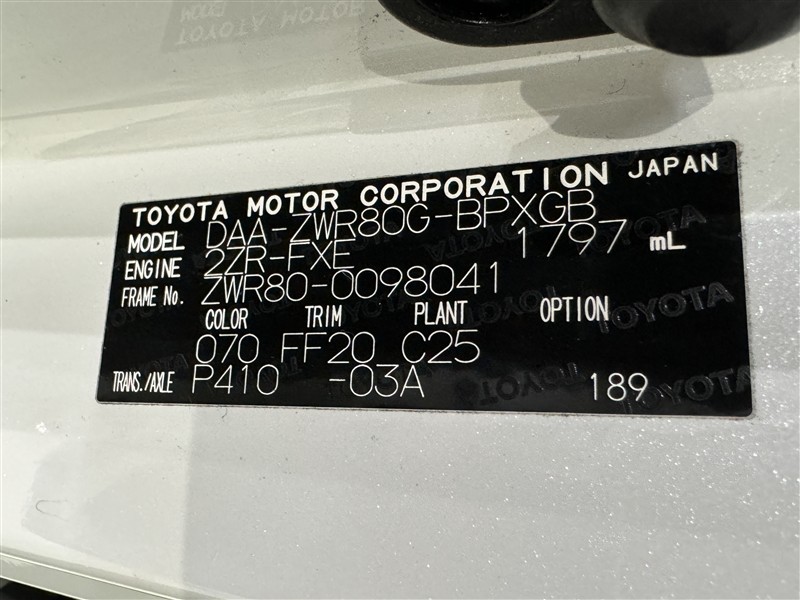 TOYOTA MOTOR CORPORATION JAPAN
MODEL DAA-ZWR80G-BPXGB
ENGINE 2ZR-FXE 1797 mL
FRAME No. ZWR80-0098041
COLOR TRIM PLANT OPTION
070 FF20 C25
TRANS./AXLE P410 -03A 189